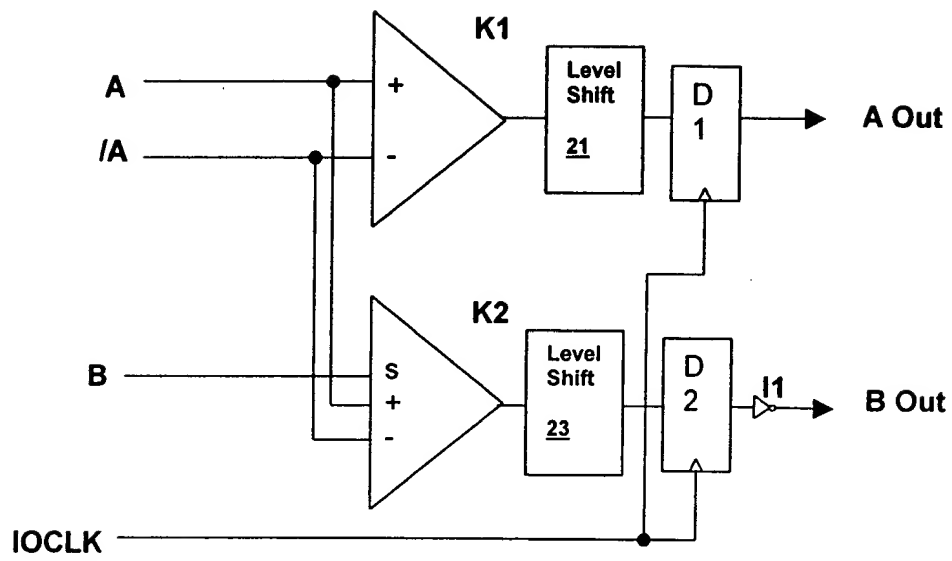 K1
A
+
Level
Shift
21
D
1
A Out
/A
-
K2
B
S
+
-
Level
Shift
23
D
2
I1
B Out
IOCLK